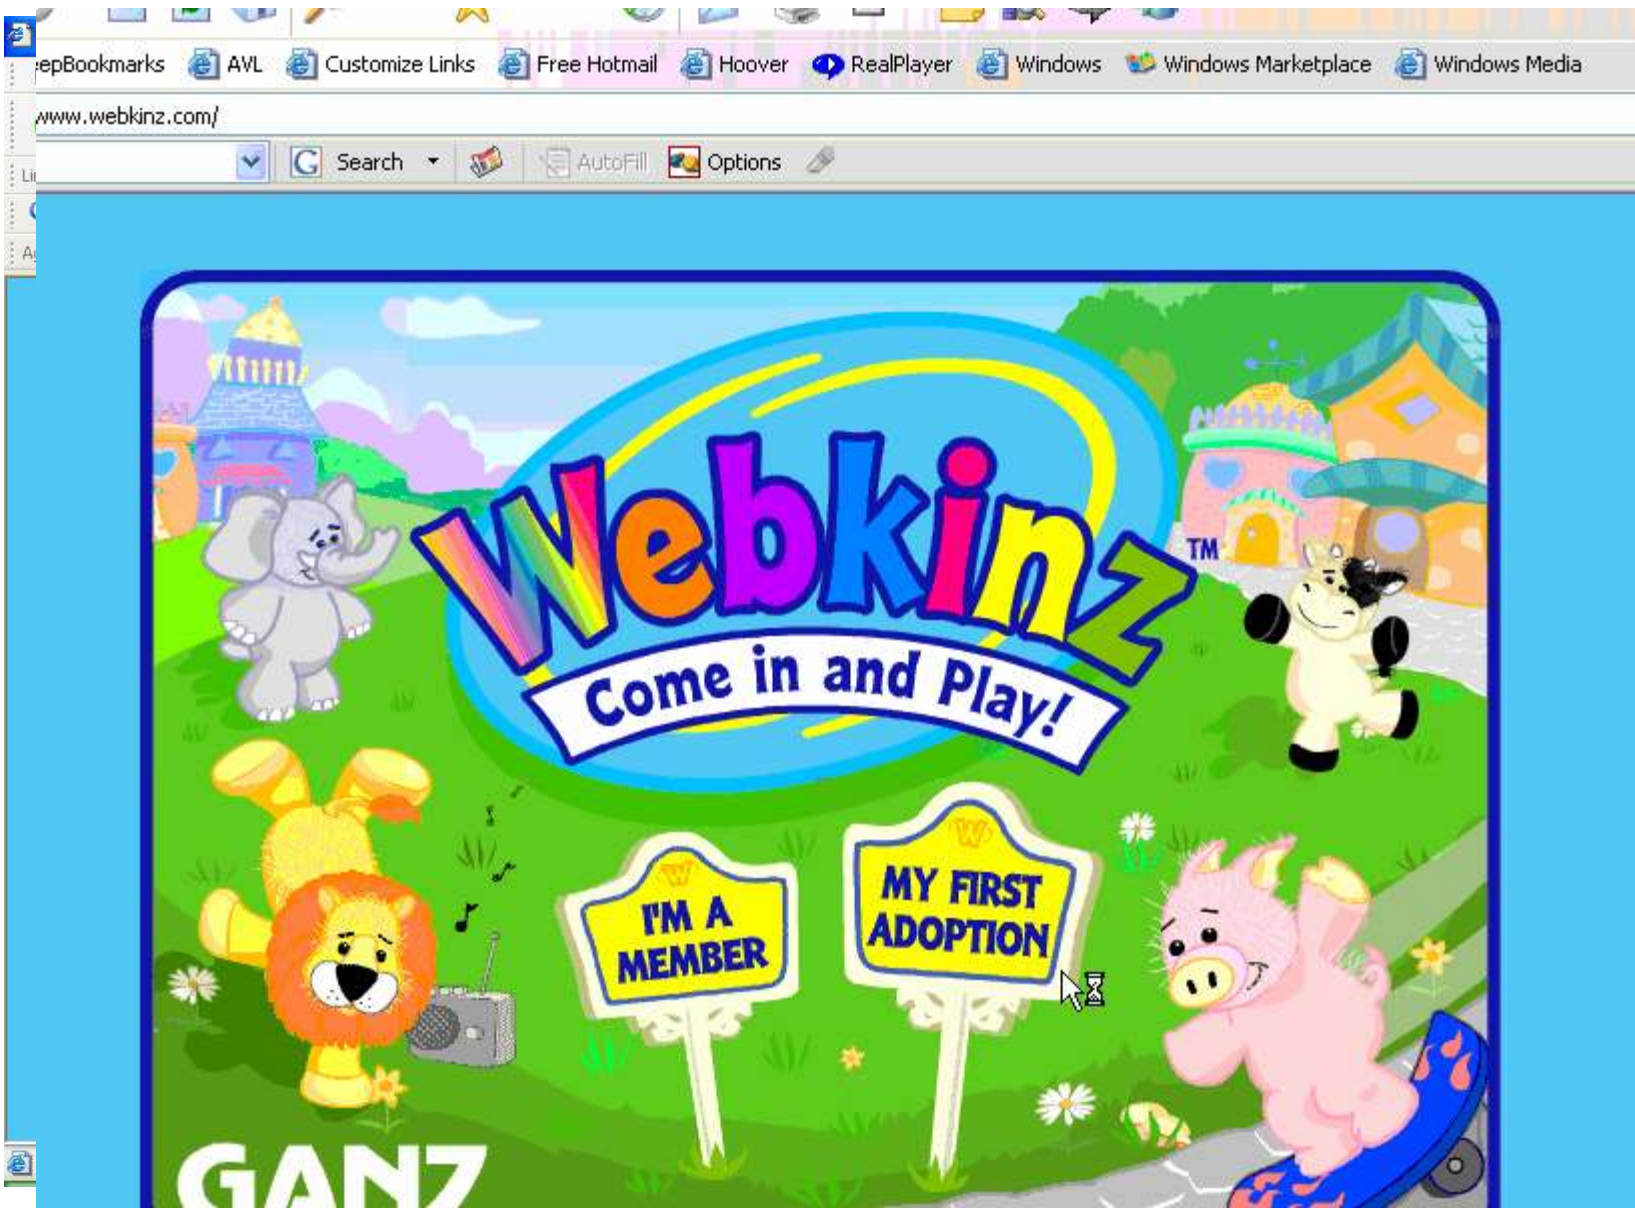 AVL Customize Links Free Hotmail Hoover RealPlayer Windows Windows Marketplace Windows Media
www.webkinz.com/
G Search AutoFill Options
Webkinz TM
Come in and Play!
MY FIRST
ADOPTION
I'M A
MEMBER
GANZ